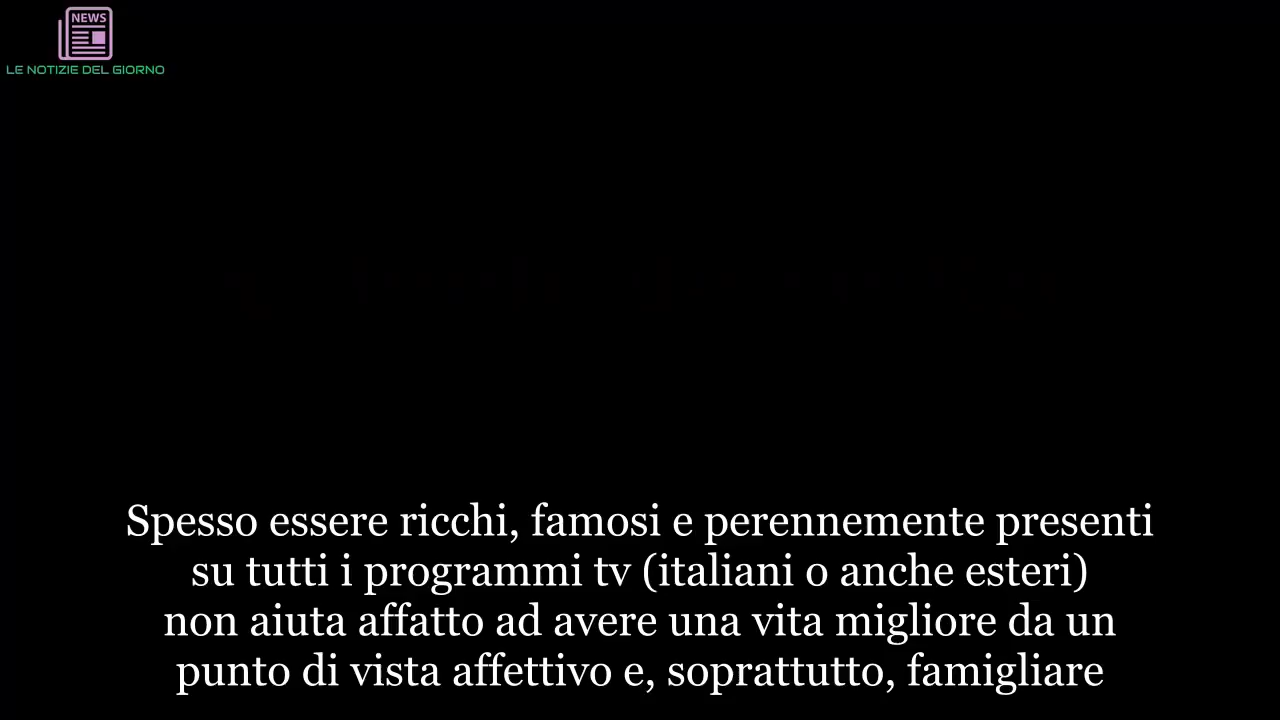 NEWS
LE NOTIZIE DEL GIORNO
Spesso essere ricchi, famosi e perennemente presenti
su tutti i programmi tv (italiani o anche esteri)
non aiuta affatto ad avere una vita migliore da un
punto di vista affettivo e, soprattutto, famigliare